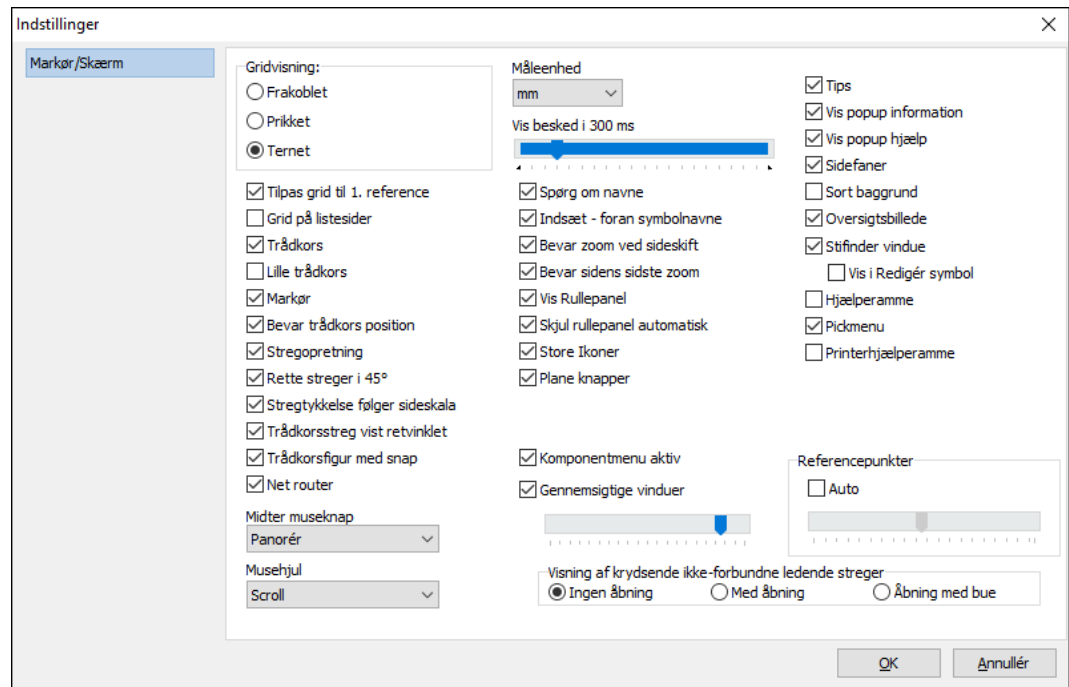 Indstillinger
Markør/Skærm
Gridvisning:
Frakoblet
Prikket
Ternet
Tilpas grid til 1. reference
Grid på listesider
Trådkors
Lille trådkors
Markør
Bevar trådkors position
Stregopretning
Rette streger i 45°
Stregtykkelse følger sideskala
Trådkorsstreg vist retvinklet
Trådkorsfigur med snap
Net router
Midter museknap
Panorér
Musehjul
Scroll
Måleenhed
mm
Vis besked i 300 ms
Spørg om navne
Indsæt - foran symbolnavne
Bevar zoom ved sideskift
Bevar sidens sidste zoom
Vis Rullepanel
Skjul rullepanel automatisk
Store Ikoner
Plane knapper
Komponentmenu aktiv
Gennemsigtige vinduer
Tips
Vis popup information
Vis popup hjælp
Sidefaner
Sort baggrund
Oversigtsbillede
Stifinder vindue
Vis i Redigér symbol
Hjælperamme
Pickmenu
Printerhjælperamme
Referencepunkter
Auto
Visning af krydsende ikke-forbundne ledende streger
Ingen åbning
Med åbning
Åbning med bue
OK
Annullér